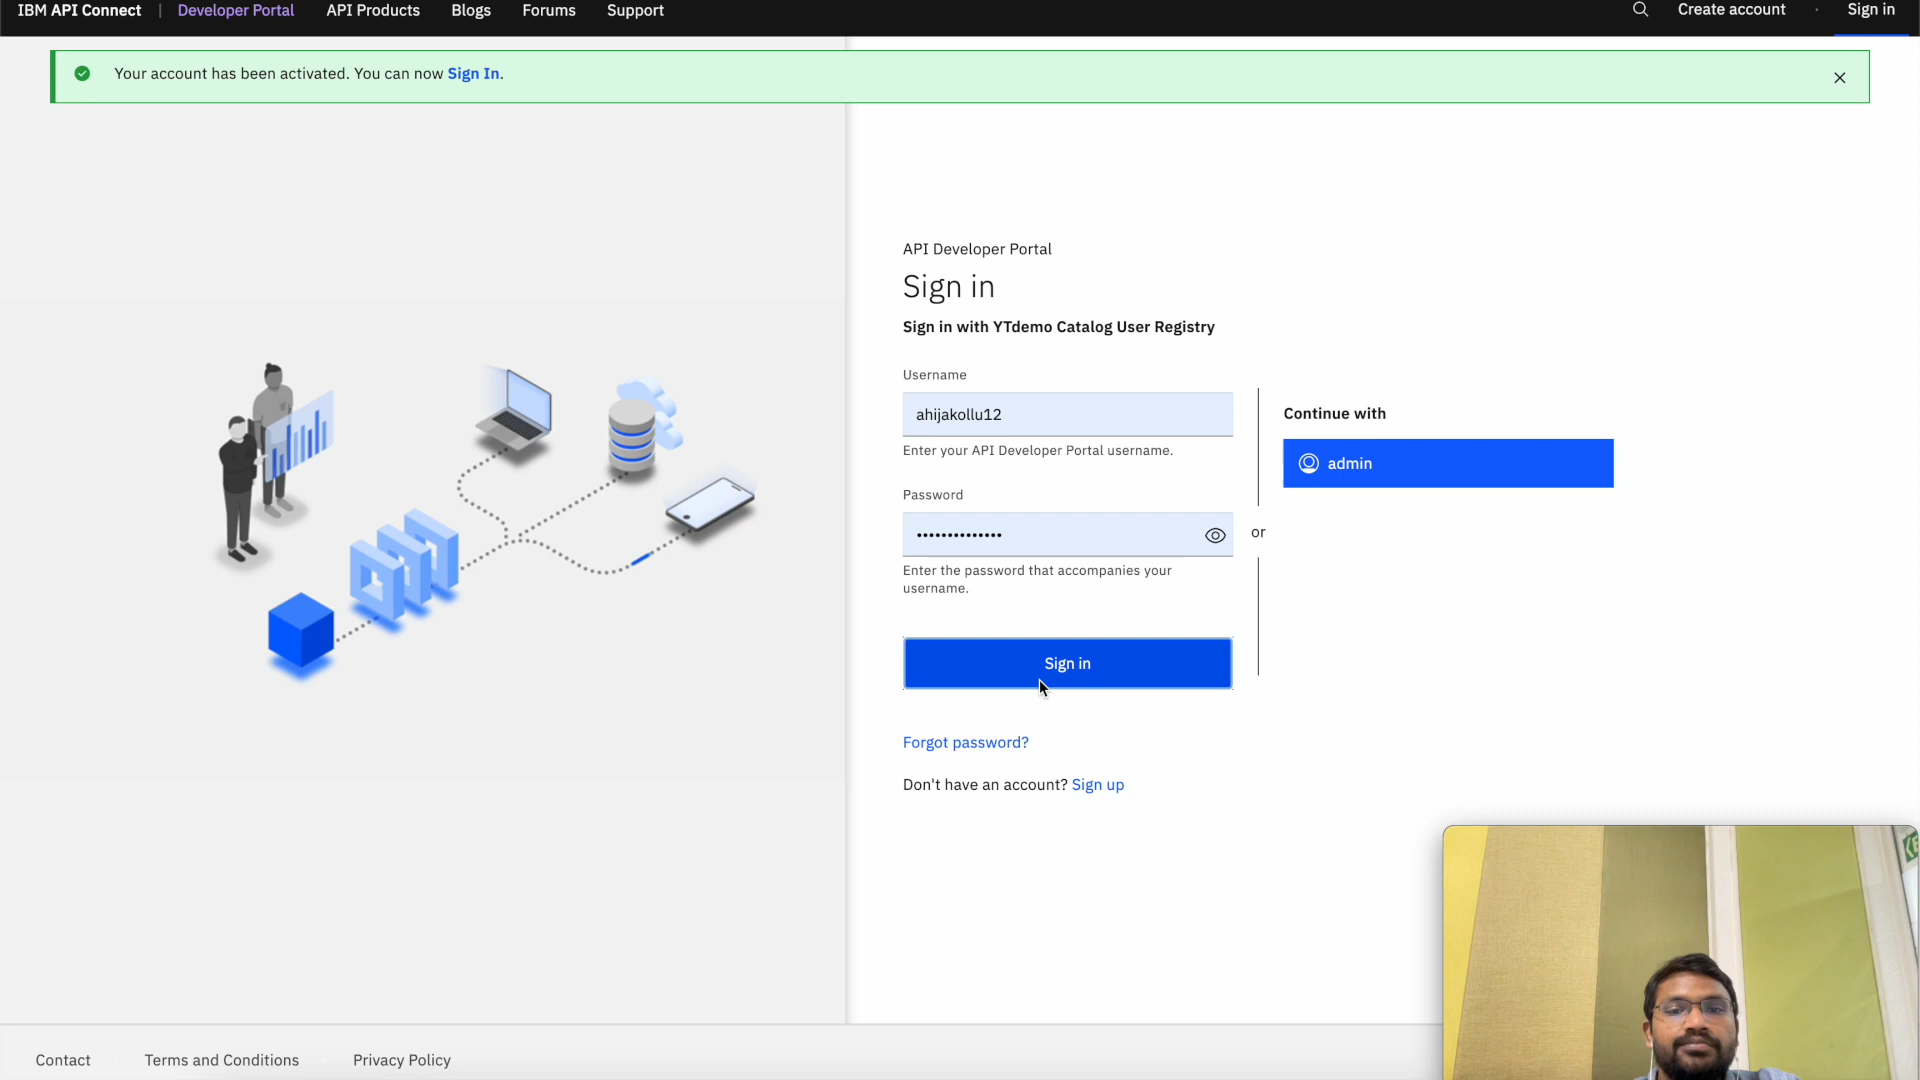 IBM API Connect | Developer Portal API Products Blogs Forums Support Create account · Sign in
Your account has been activated. You can now Sign In.
API Developer Portal
Sign in
Sign in with YTdemo Catalog User Registry
Username
ahijakollu12
Enter your API Developer Portal username.
Continue with
admin
Password
••••••••••••••
or
Enter the password that accompanies your
username.
Sign in
Forgot password?
Don't have an account? Sign up
Contact Terms and Conditions Privacy Policy